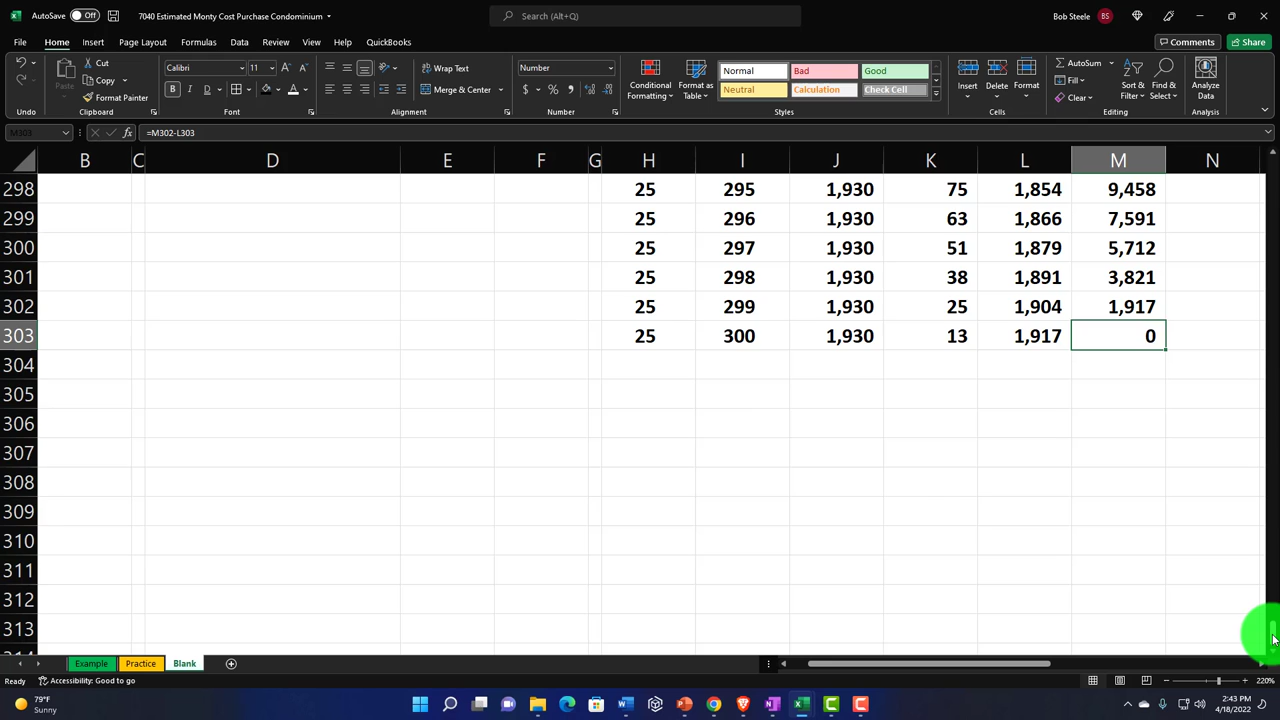 AutoSave Off 7040 Estimated Monty Cost Purchase Condominium Search (Alt+Q) Bob Steele BS
File Home Insert Page Layout Formulas Data Review View Help QuickBooks Comments Share
Paste Cut Copy Format Painter Calibri 11 B I U Wrap Text Merge & Center Number $ % Conditional Formatting Format as Table Normal Bad Good Neutral Calculation Check Cell Insert Delete Format AutoSum Fill Clear Sort & Filter Find & Select Analyze Data
Undo Clipboard Font Alignment Number Styles Cells Editing Analysis
M303 fx =M302-L303
B C D E F G H I J K L M N
298 25 295 1,930 75 1,854 9,458
299 25 296 1,930 63 1,866 7,591
300 25 297 1,930 51 1,879 5,712
301 25 298 1,930 38 1,891 3,821
302 25 299 1,930 25 1,904 1,917
303 25 300 1,930 13 1,917 0
304
305
306
307
308
309
310
311
312
313
314
Example Practice Blank
Ready Accessibility: Good to go 220%
79°F
Sunny
2:43 PM
4/18/2022